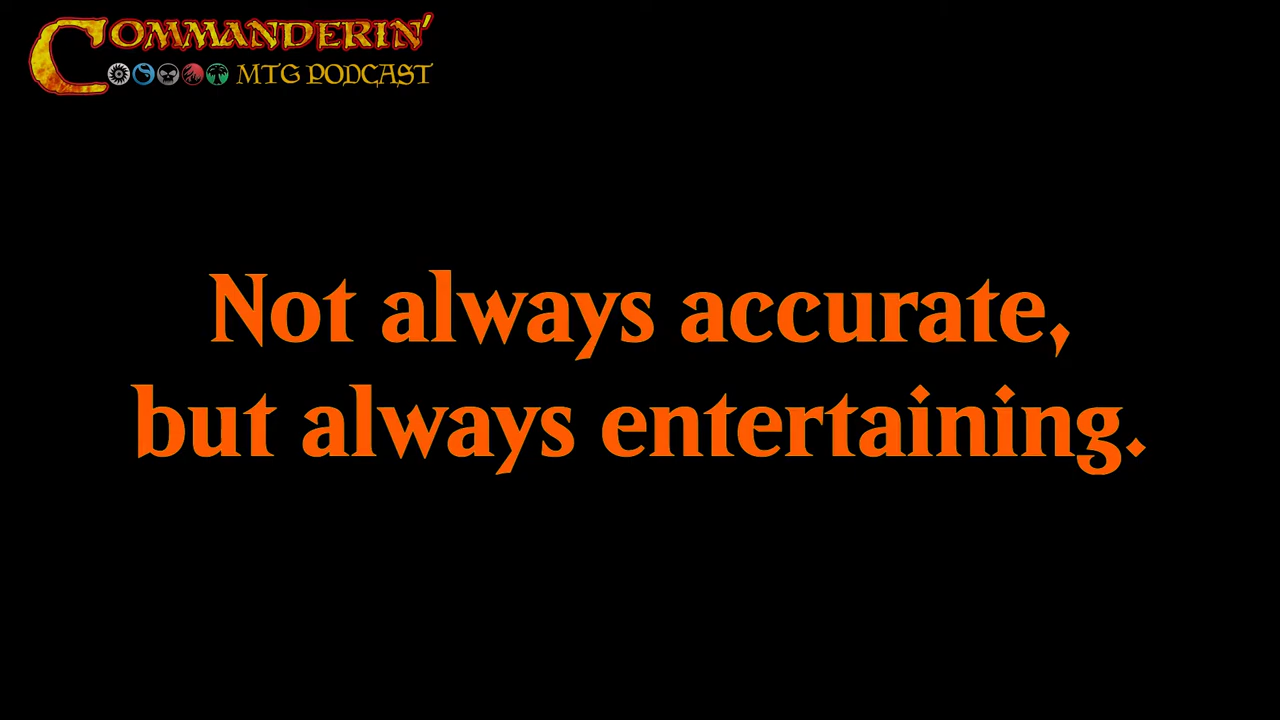 COMMANDERIN'
MTG PODCAST
Not always accurate,
but always entertaining.